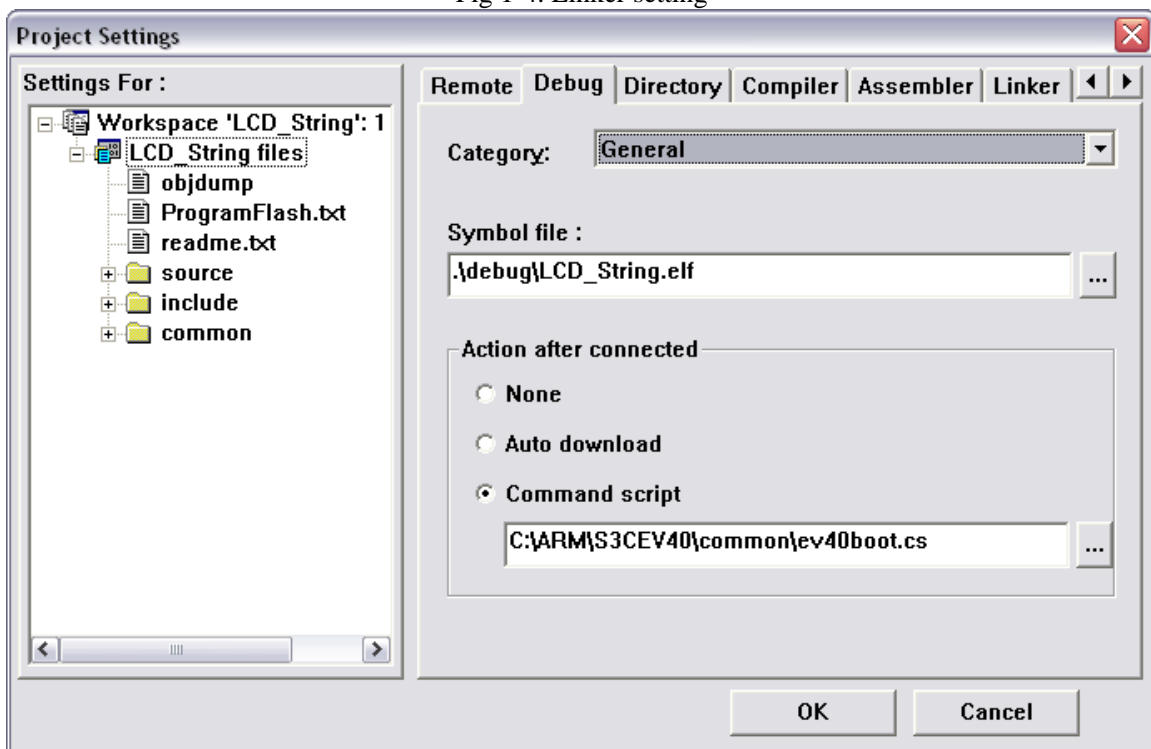 Fig 1-4. Linker setting
Project Settings
Settings For :
Workspace 'LCD_String': 1
LCD_String files
objdump
ProgramFlash.txt
readme.txt
source
include
common
Remote Debug Directory Compiler Assembler Linker
Category: General
Symbol file :
.\debug\LCD_String.elf
...
Action after connected
None
Auto download
Command script
C:\ARM\S3CEV40\common\ev40boot.cs
...
OK Cancel